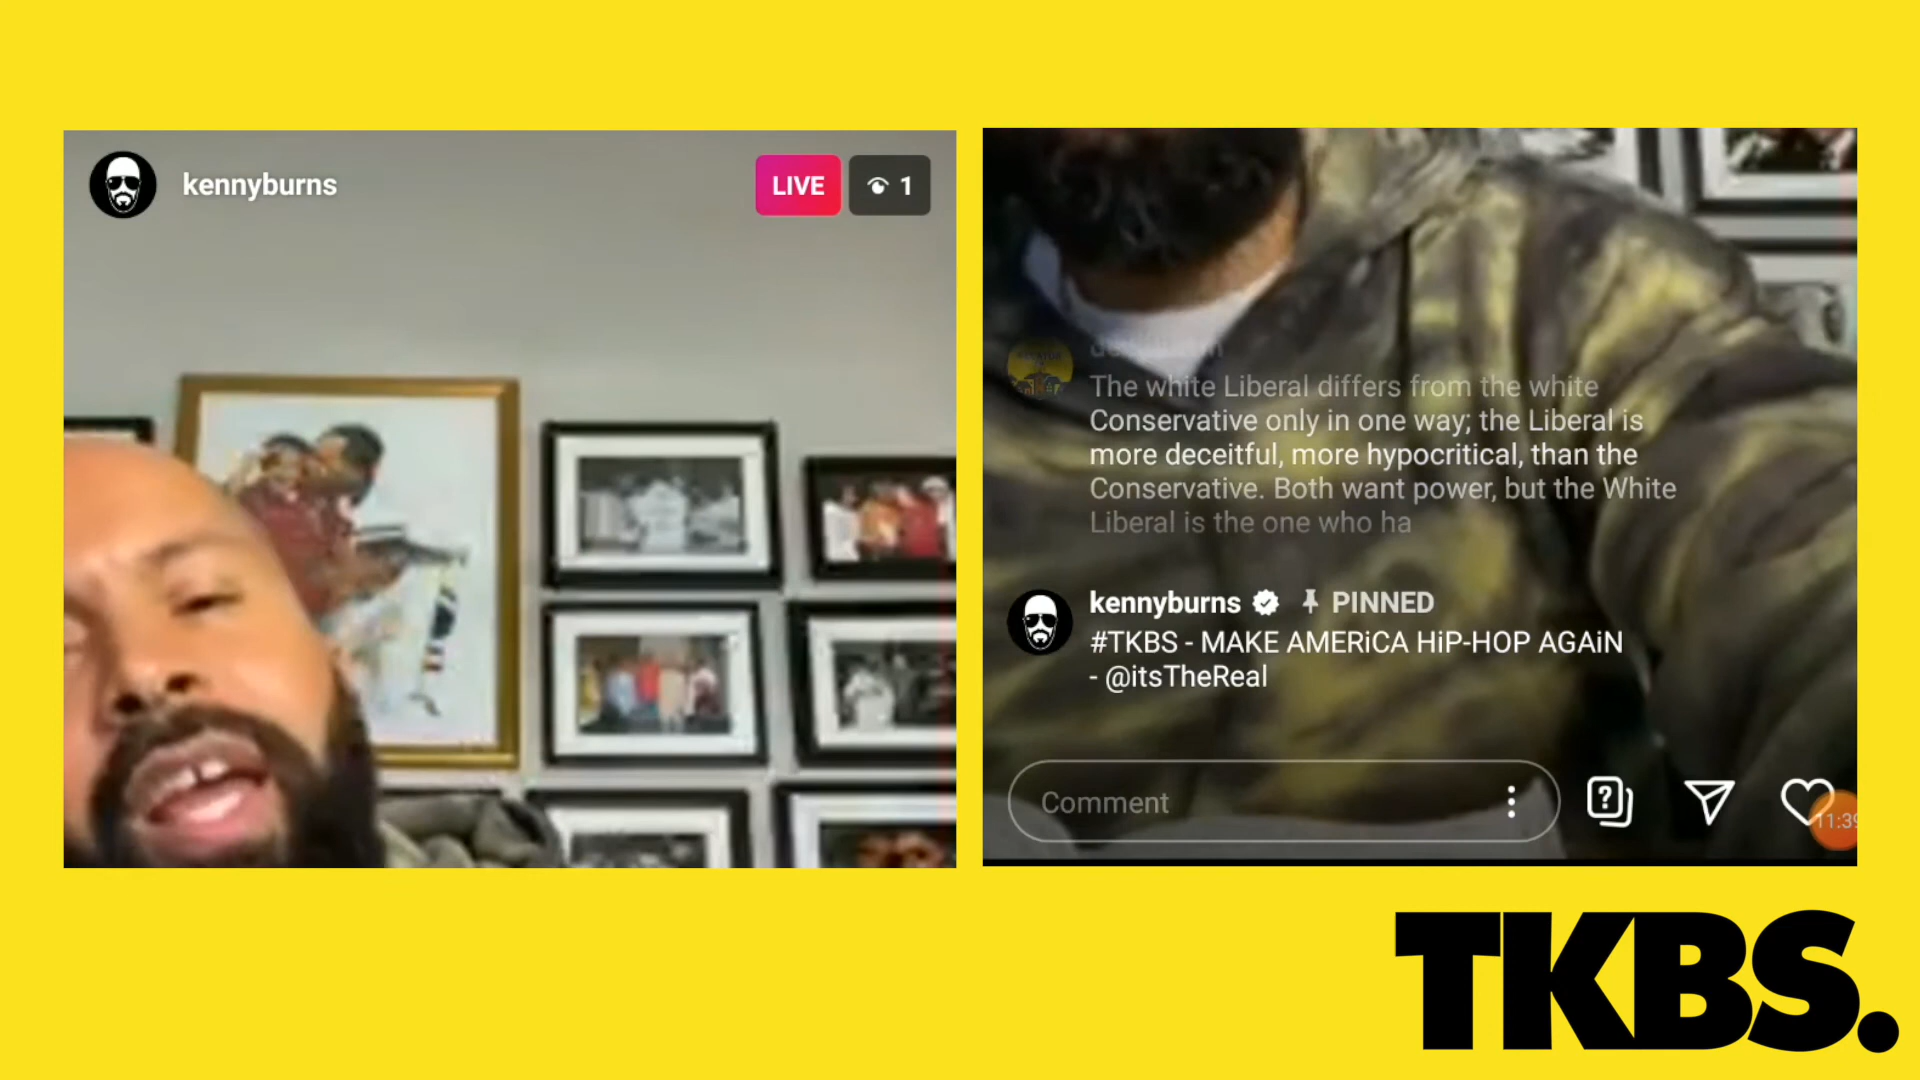 kennyburns
LIVE
1
The white Liberal differs from the white
Conservative only in one way; the Liberal is
more deceitful, more hypocritical, than the
Conservative. Both want power, but the White
Liberal is the one who ha
kennyburns PINNED
#TKBS - MAKE AMERiCA HiP-HOP AGAiN
- @itsTheReal
Comment
11:39
TKBS.